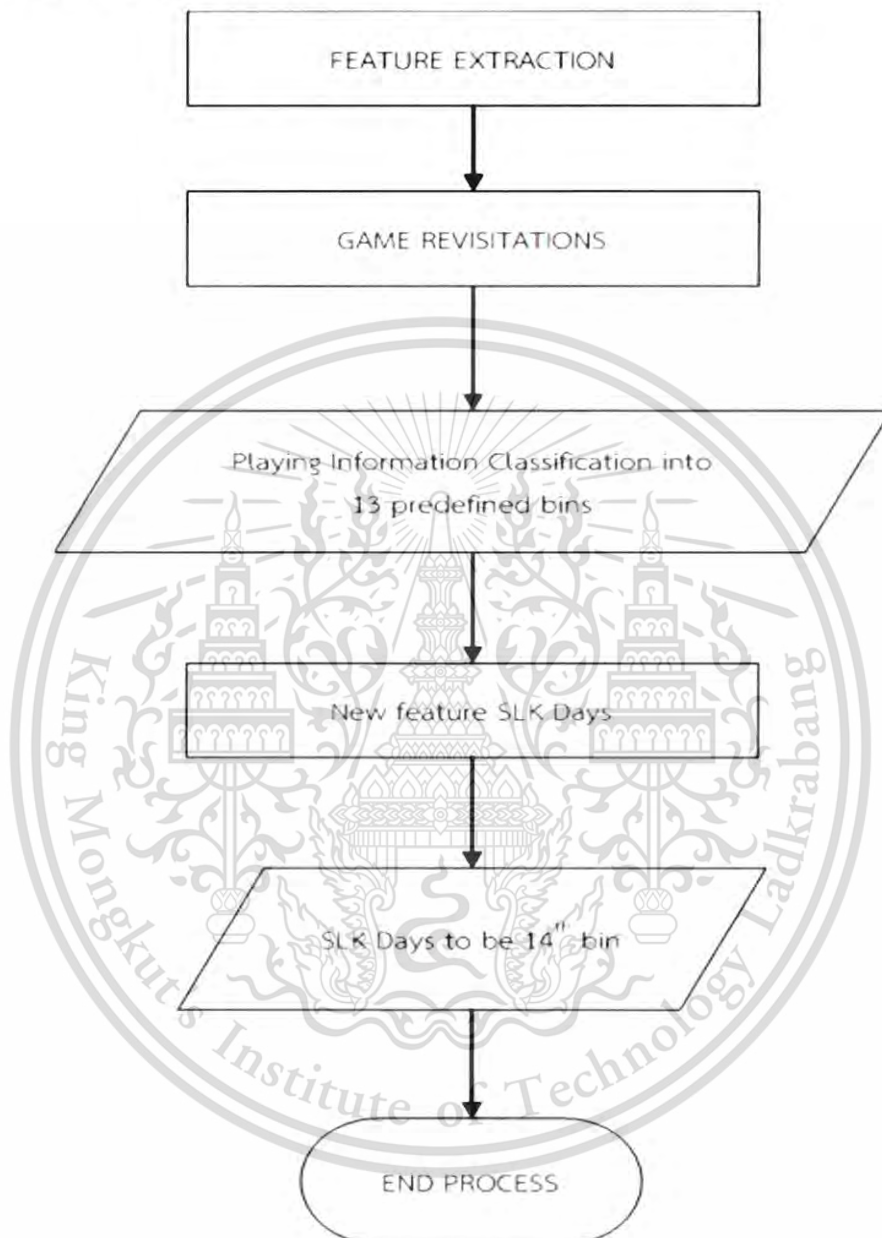 FEATURE EXTRACTION
GAME REVISITATIONS
Playing Information Classification into
13 predefined bins
New feature SLK Days
SLK Days to be 14" bin
END PROCESS
King Mongkut's Institute of Technology Ladkrabang